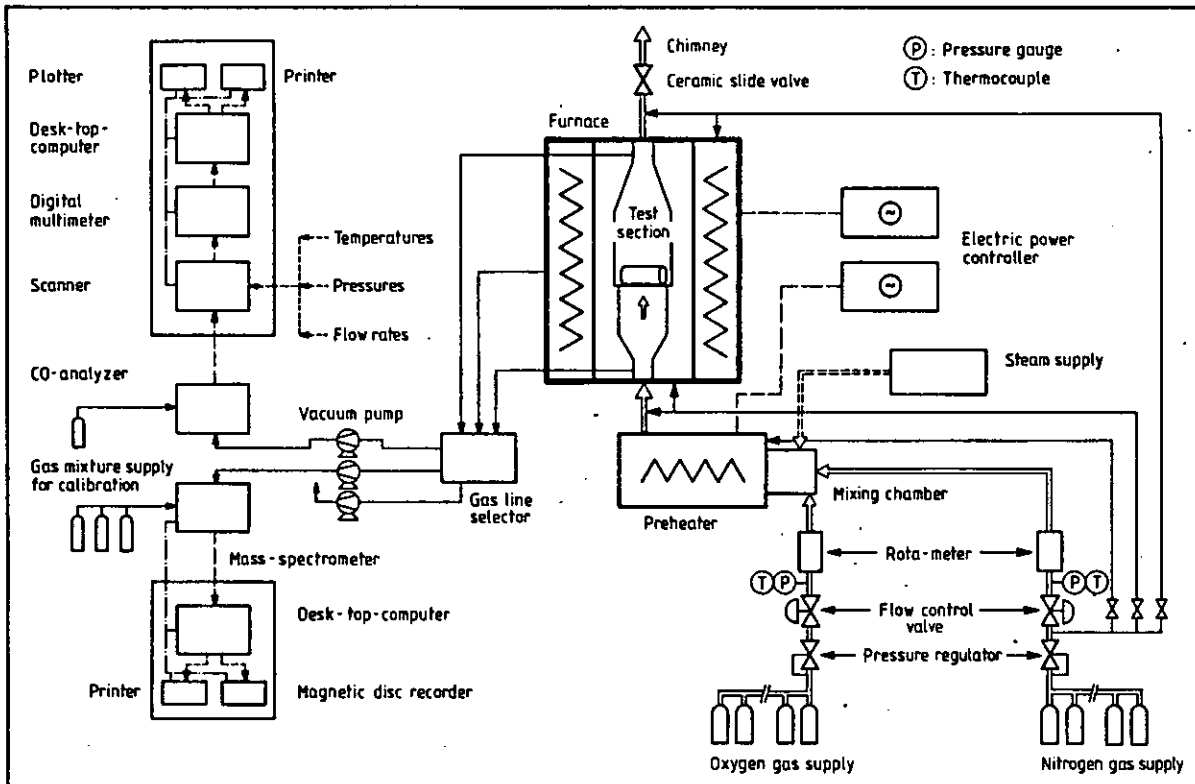 Plotter
Printer
Desk-top-
computer
Digital
multimeter
Scanner
Temperatures
Pressures
Flow rates
CO-analyzer
Vacuum pump
Gas mixture supply
for calibration
Gas line
selector
Mass-spectrometer
Desk-top-computer
Printer
Magnetic disc recorder
Chimney
Ceramic slide valve
Furnace
Test
section
P : Pressure gauge
T : Thermocouple
Electric power
controller
Steam supply
Mixing chamber
Preheater
Rota-meter
T P
P T
Flow control
valve
Pressure regulator
Oxygen gas supply
Nitrogen gas supply